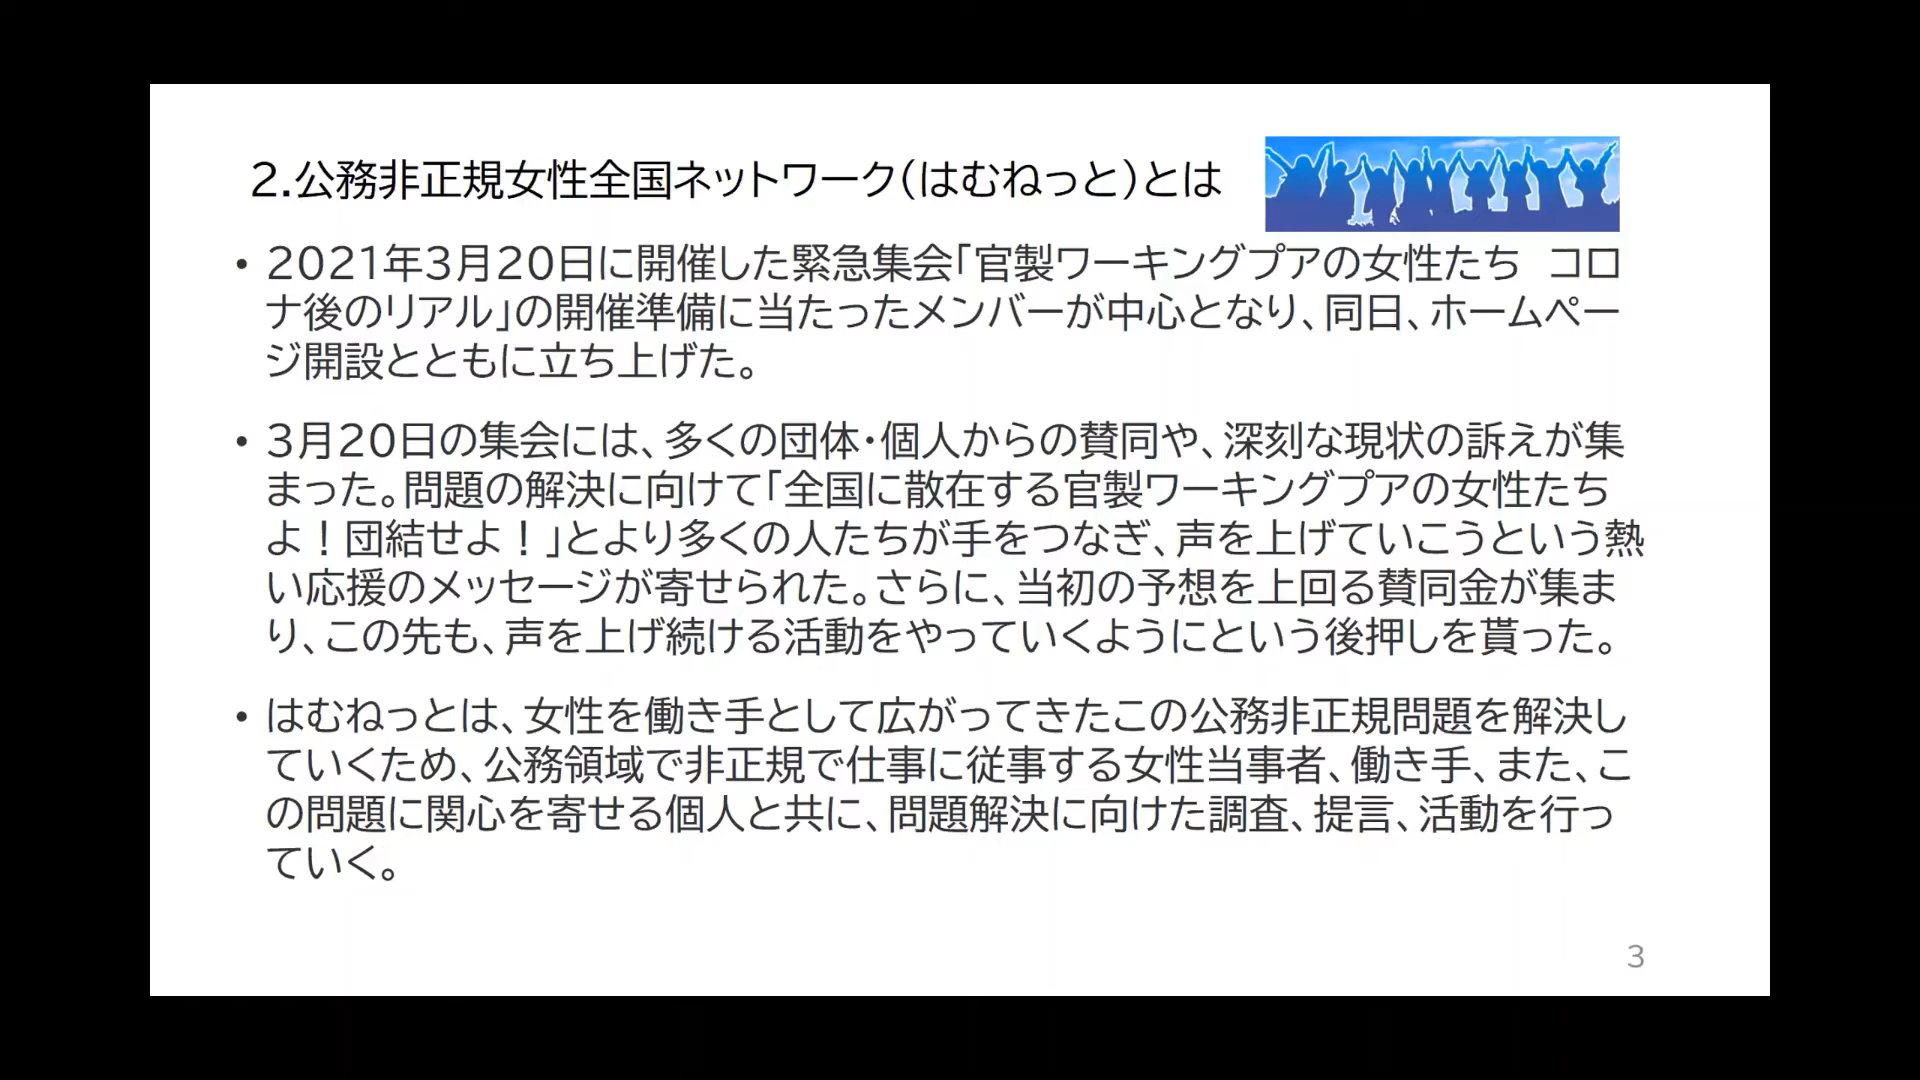 2.公務非正規女性全国ネットワーク(はむねっと)とは
• 2021年3月20日に開催した緊急集会「官製ワーキングプアの女性たち　コロ
ナ後のリアル」の開催準備に当たったメンバーが中心となり、同日、ホームペー
ジ開設とともに立ち上げた。
• 3月20日の集会には、多くの団体・個人からの賛同や、深刻な現状の訴えが集
まった。問題の解決に向けて「全国に散在する官製ワーキングプアの女性たち
よ！団結せよ！」とより多くの人たちが手をつなぎ、声を上げていこうという熱
い応援のメッセージが寄せられた。さらに、当初の予想を上回る賛同金が集ま
り、この先も、声を上げ続ける活動をやっていくようにという後押しを貰った。
• はむねっとは、女性を働き手として広がってきたこの公務非正規問題を解決し
ていくため、公務領域で非正規で仕事に従事する女性当事者、働き手、また、こ
の問題に関心を寄せる個人と共に、問題解決に向けた調査、提言、活動を行っ
ていく。
3